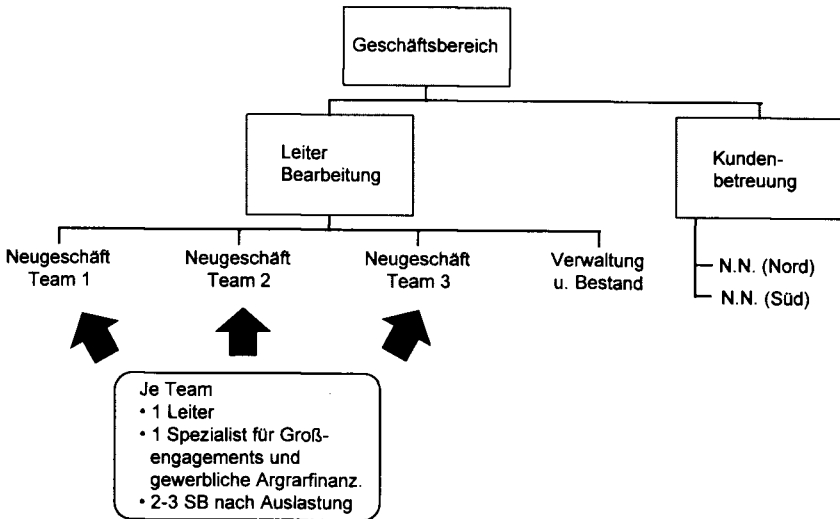 Geschäftsbereich
Leiter
Bearbeitung
Kunden-
betreuung
Neugeschäft
Team 1
Neugeschäft
Team 2
Neugeschäft
Team 3
Verwaltung
u. Bestand
N.N. (Nord)
N.N. (Süd)
Je Team
• 1 Leiter
• 1 Spezialist für Groß-
engagements und
gewerbliche Argrarfinanz.
• 2-3 SB nach Auslastung